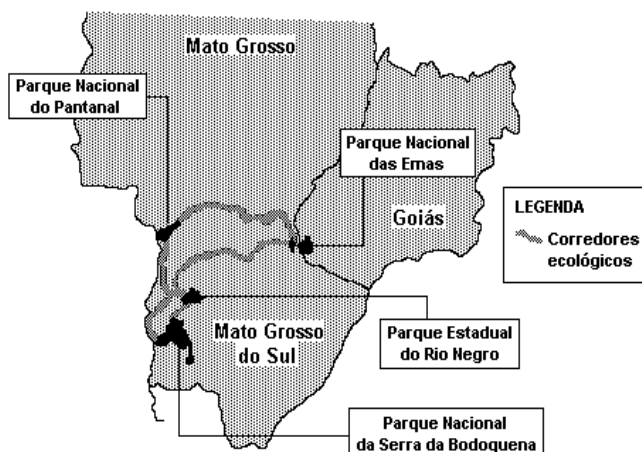 Mato Grosso
Parque Nacional
do Pantanal
Parque Nacional
das Emas
Goiás
LEGENDA
Corredores
ecológicos
Mato Grosso
do Sul
Parque Estadual
do Rio Negro
Parque Nacional
da Serra da Bodoquena